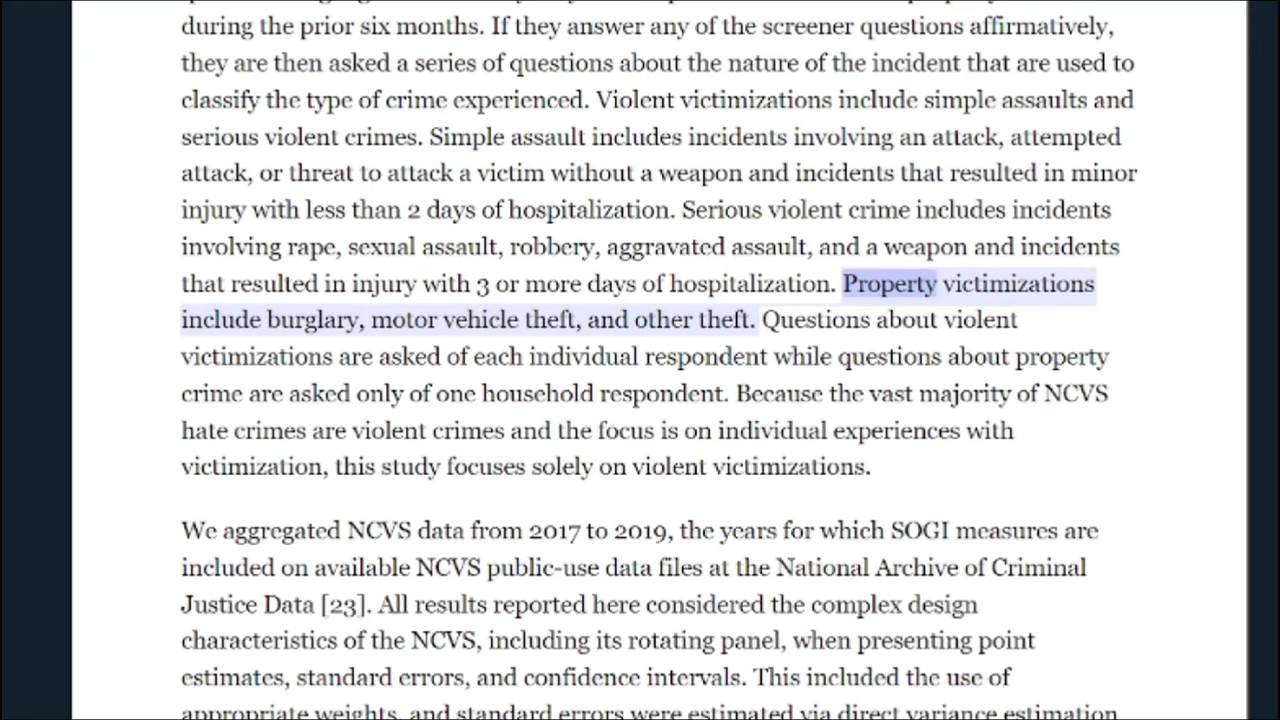 during the prior six months. If they answer any of the screener questions affirmatively,
they are then asked a series of questions about the nature of the incident that are used to
classify the type of crime experienced. Violent victimizations include simple assaults and
serious violent crimes. Simple assault includes incidents involving an attack, attempted
attack, or threat to attack a victim without a weapon and incidents that resulted in minor
injury with less than 2 days of hospitalization. Serious violent crime includes incidents
involving rape, sexual assault, robbery, aggravated assault, and a weapon and incidents
that resulted in injury with 3 or more days of hospitalization. Property victimizations
include burglary, motor vehicle theft, and other theft. Questions about violent
victimizations are asked of each individual respondent while questions about property
crime are asked only of one household respondent. Because the vast majority of NCVS
hate crimes are violent crimes and the focus is on individual experiences with
victimization, this study focuses solely on violent victimizations.
We aggregated NCVS data from 2017 to 2019, the years for which SOGI measures are
included on available NCVS public-use data files at the National Archive of Criminal
Justice Data [23]. All results reported here considered the complex design
characteristics of the NCVS, including its rotating panel, when presenting point
estimates, standard errors, and confidence intervals. This included the use of
appropriate weights, and standard errors were estimated via direct variance estimation